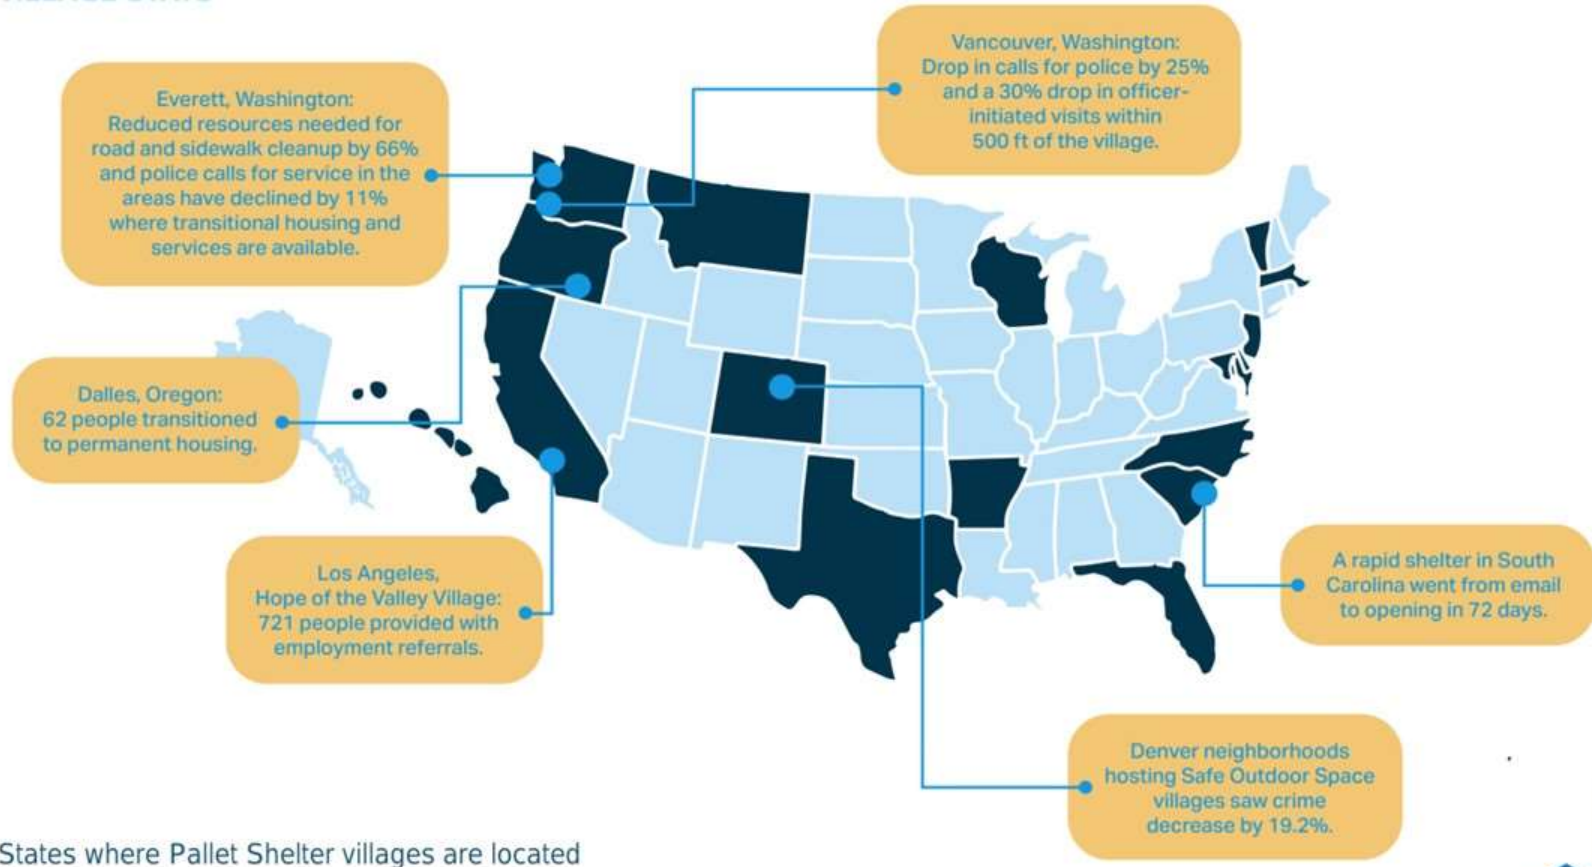 Vancouver, Washington:
Drop in calls for police by 25%
and a 30% drop in officer-
initiated visits within
500 ft of the village.
Everett, Washington:
Reduced resources needed for
road and sidewalk cleanup by 66%
and police calls for service in the
areas have declined by 11%
where transitional housing and
services are available.
Dalles, Oregon:
62 people transitioned
to permanent housing.
Los Angeles,
Hope of the Valley Village:
721 people provided with
employment referrals.
A rapid shelter in South
Carolina went from email
to opening in 72 days.
Denver neighborhoods
hosting Safe Outdoor Space
villages saw crime
decrease by 19.2%.
States where Pallet Shelter villages are located